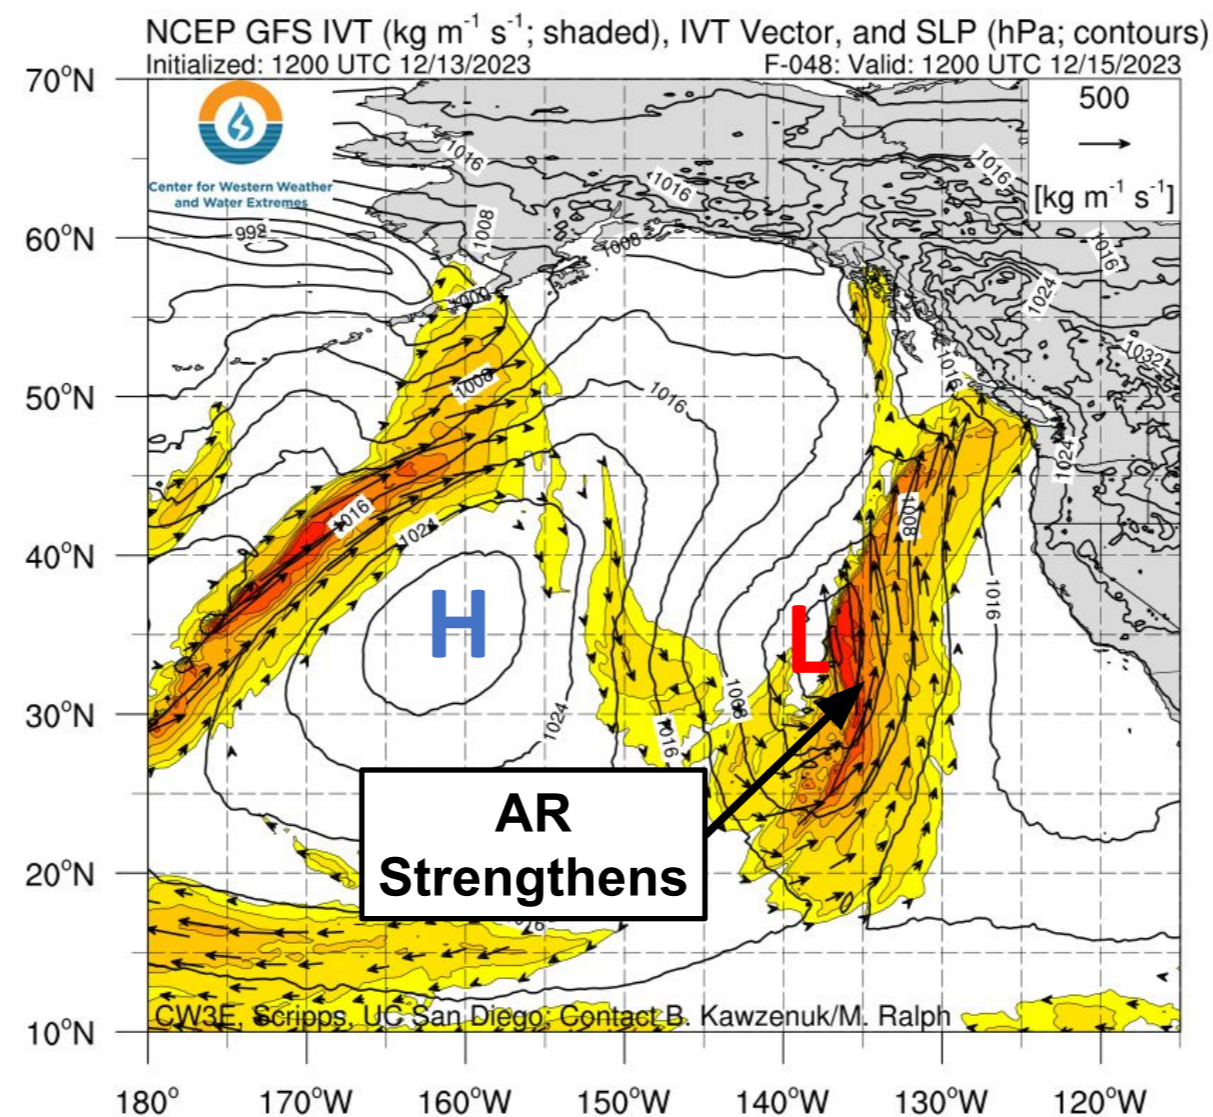 NCEP GFS IVT (kg m⁻¹ s⁻¹; shaded), IVT Vector, and SLP (hPa; contours)
Initialized: 1200 UTC 12/13/2023
F-048: Valid: 1200 UTC 12/15/2023
70°N
60°N
50°N
40°N
30°N
20°N
10°N
Center for Western Weather
and Water Extremes
500
[kg m⁻¹ s⁻¹]
1016
1016
1016
992
1008
1008
1016
1024
1000
1032
1016
1008
1016
1024
1016
1024
1008
1016
H
L
1008
1024
1016
AR
Strengthens
CW3E, Scripps, UC San Diego; Contact B. Kawzenuk/M. Ralph
180°
170°W
160°W
150°W
140°W
130°W
120°W